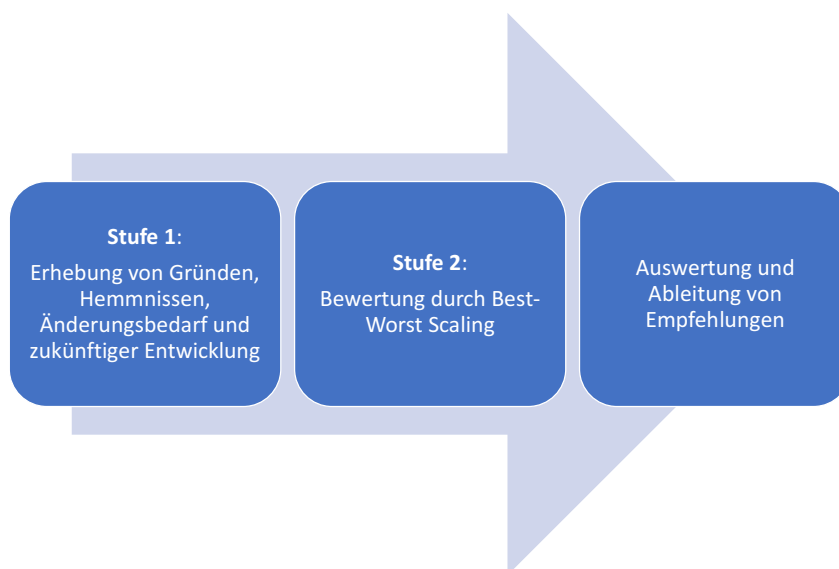 Stufe 1:
Erhebung von Gründen,
Hemmnissen,
Änderungsbedarf und
zukünftiger Entwicklung
Stufe 2:
Bewertung durch Best-
Worst Scaling
Auswertung und
Ableitung von
Empfehlungen